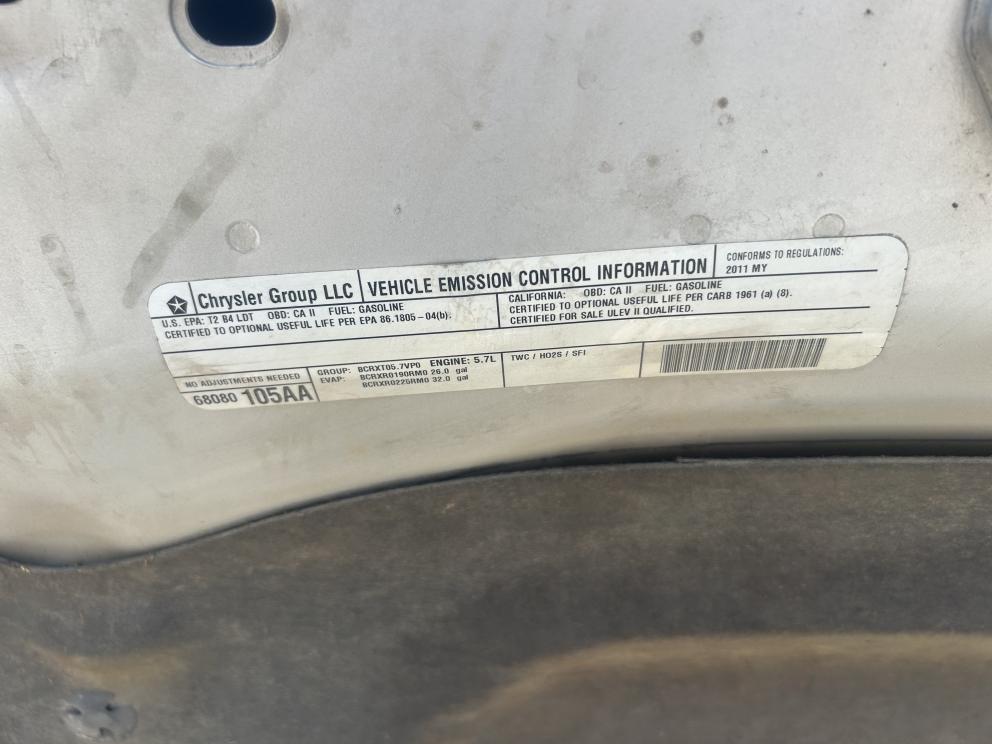 Chrysler Group LLC
VEHICLE EMISSION CONTROL INFORMATION
CONFORMS TO REGULATIONS:
2011 MY
U.S. EPA: T2 B4 LDT OBD: CA II FUEL: GASOLINE
CERTIFIED TO OPTIONAL USEFUL LIFE PER EPA 86.1805-04(b).
CALIFORNIA: OBD: CA II FUEL: GASOLINE
CERTIFIED TO OPTIONAL USEFUL LIFE PER CARB 1961 (a) (8).
CERTIFIED FOR SALE ULEV II QUALIFIED.
NO ADJUSTMENTS NEEDED
68080 105AA
GROUP: BCRXT05.7VP0 ENGINE: 5.7L
EVAP: BCRXR0190RM0 26.0 gal
BCRXR0225RM0 32.0 gal
TWC / HO2S / SFI